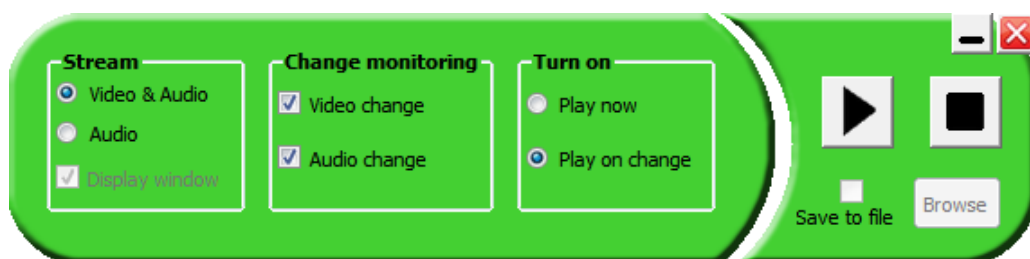 Stream
Video & Audio
Audio
Display window
Change monitoring
Video change
Audio change
Turn on
Play now
Play on change
Save to file
Browse